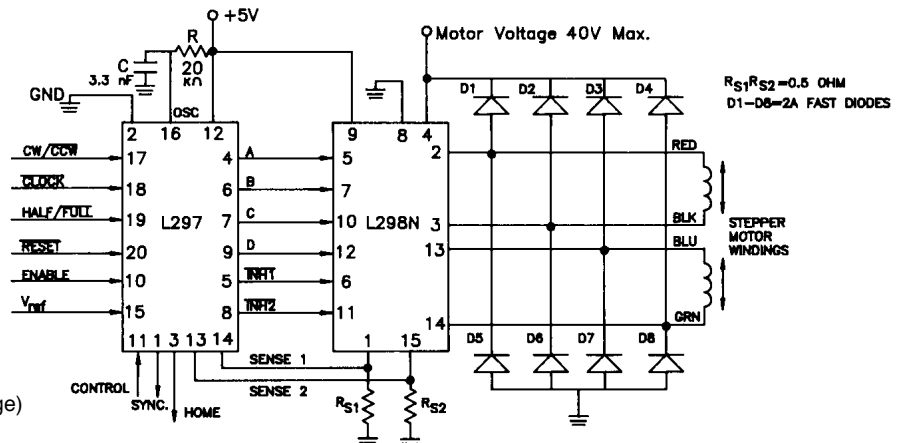 +5V
R
20
kΩ
C
3.3 nF
GND
OSC
Motor Voltage 40V Max.
D1
D2
D3
D4
RS1RS2=0.5 OHM
D1-D8=2A FAST DIODES
2
16
12
9
8
4
CW/CCW
17
CLOCK
18
HALF/FULL
19
RESET
20
ENABLE
10
Vref
15
L297
4
A
5
6
B
7
7
C
10
9
D
12
5
INH1
6
8
INH2
11
L298N
2
RED
3
BLK
13
BLU
14
GRN
STEPPER
MOTOR
WINDINGS
11
1
3
13
14
1
15
SENSE 1
SENSE 2
CONTROL
SYNC.
HOME
RS1
RS2
D5
D6
D7
D8
ge)